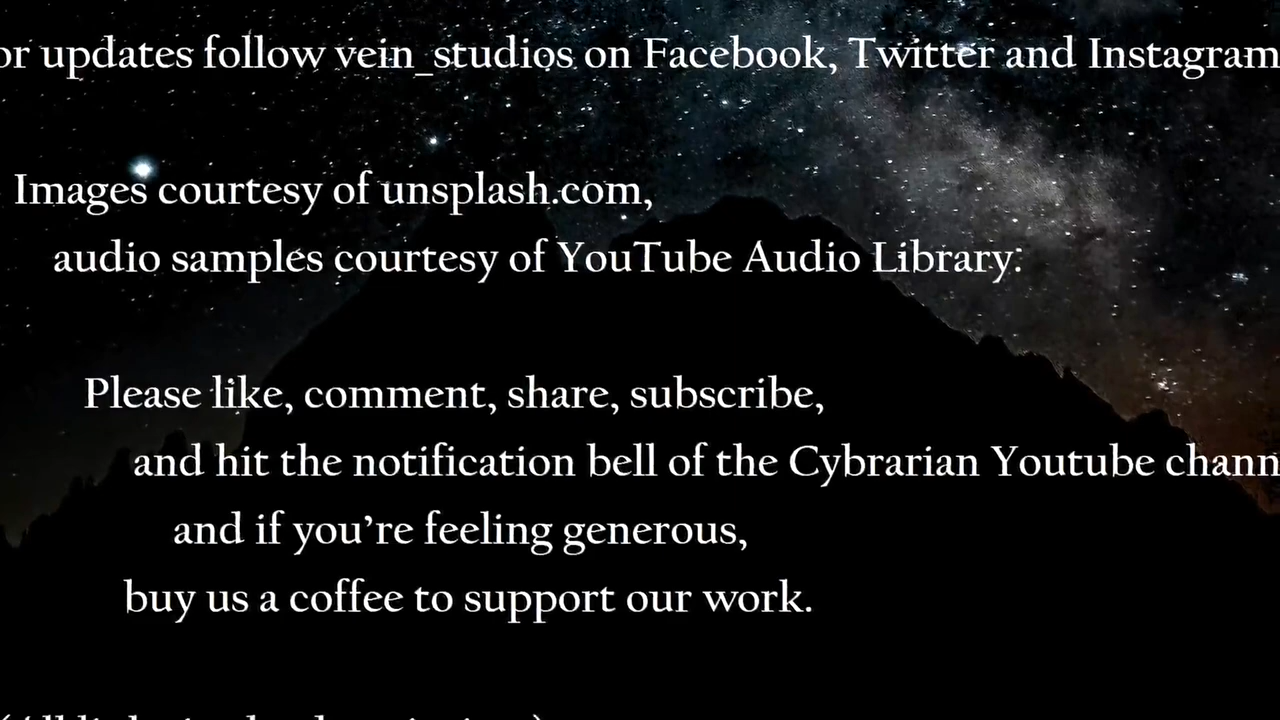 or updates follow vein_studios on Facebook, Twitter and Instagram
Images courtesy of unsplash.com,
audio samples courtesy of YouTube Audio Library:
Please like, comment, share, subscribe,
and hit the notification bell of the Cybrarian Youtube chann
and if you’re feeling generous,
buy us a coffee to support our work.